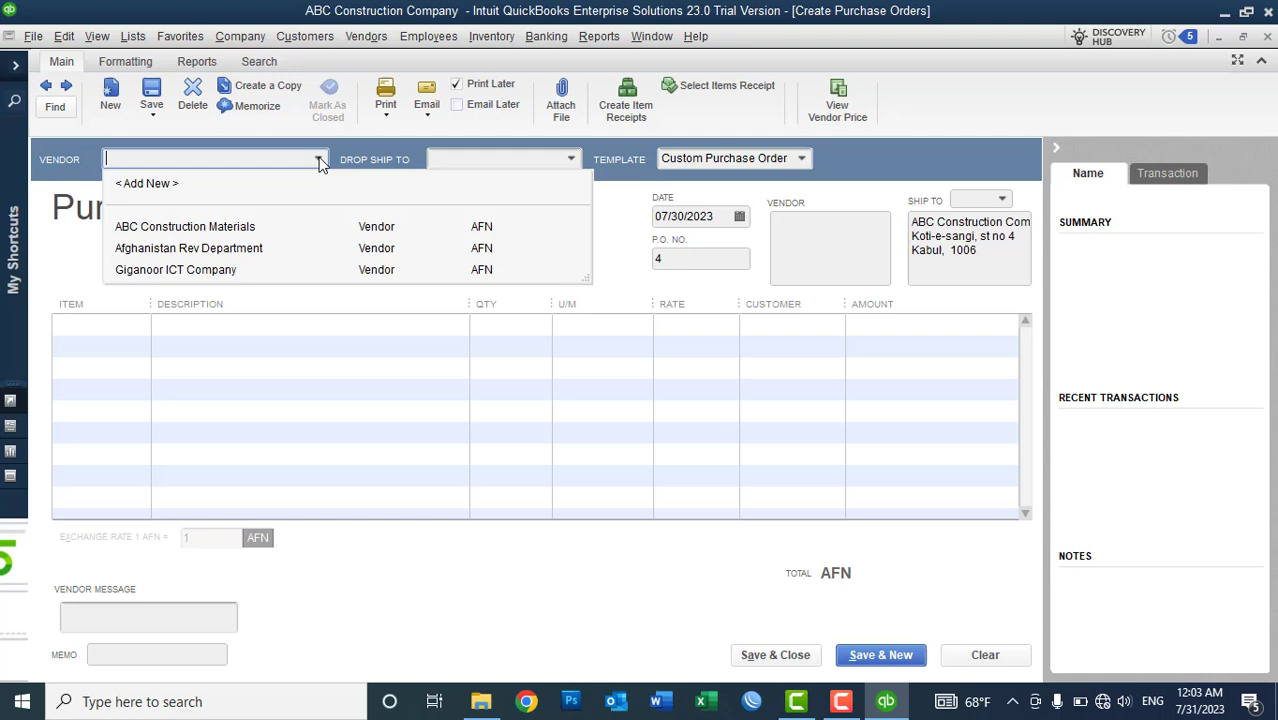 ABC Construction Company - Intuit QuickBooks Enterprise Solutions 23.0 Trial Version - [Create Purchase Orders]
File Edit View Lists Favorites Company Customers Vendors Employees Inventory Banking Reports Window Help
DISCOVERY HUB 5
Main Formatting Reports Search
Find New Save Delete Create a Copy Memorize Mark As Closed Print Email Print Later Email Later Attach File Create Item Receipts Select Items Receipt View Vendor Price
My Shortcuts
VENDOR DROP SHIP TO TEMPLATE Custom Purchase Order
< Add New >
ABC Construction Materials Vendor AFN
Afghanistan Rev Department Vendor AFN
Giganoor ICT Company Vendor AFN
Pur
DATE
07/30/2023
P.O. NO.
4
VENDOR
SHIP TO
ABC Construction Com
Koti-e-sangi, st no 4
Kabul, 1006
ITEM DESCRIPTION QTY U/M RATE CUSTOMER AMOUNT
EXCHANGE RATE 1 AFN = 1 AFN
TOTAL AFN
VENDOR MESSAGE
MEMO
Save & Close Save & New Clear
Name Transaction
SUMMARY
RECENT TRANSACTIONS
NOTES
Type here to search
68°F ENG
12:03 AM
7/31/2023
5